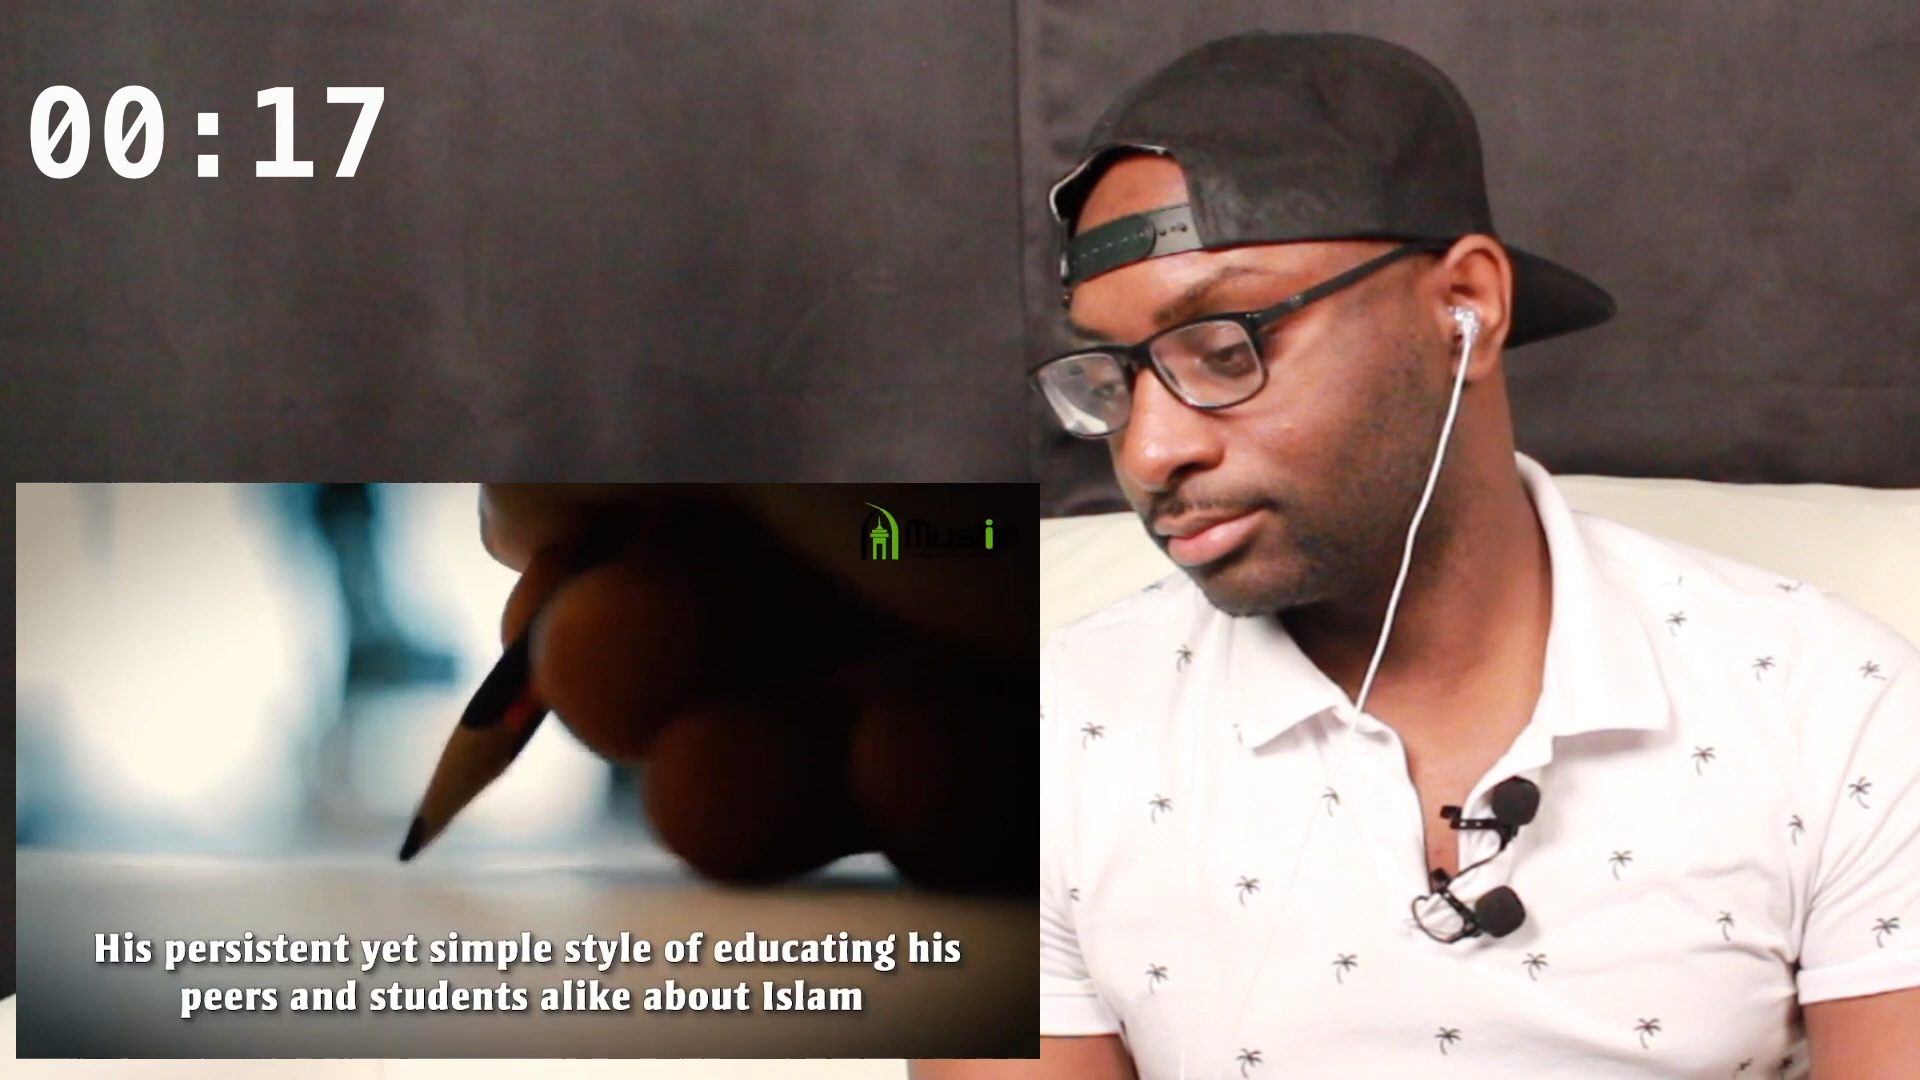 00:17
His persistent yet simple style of educating his
peers and students alike about Islam